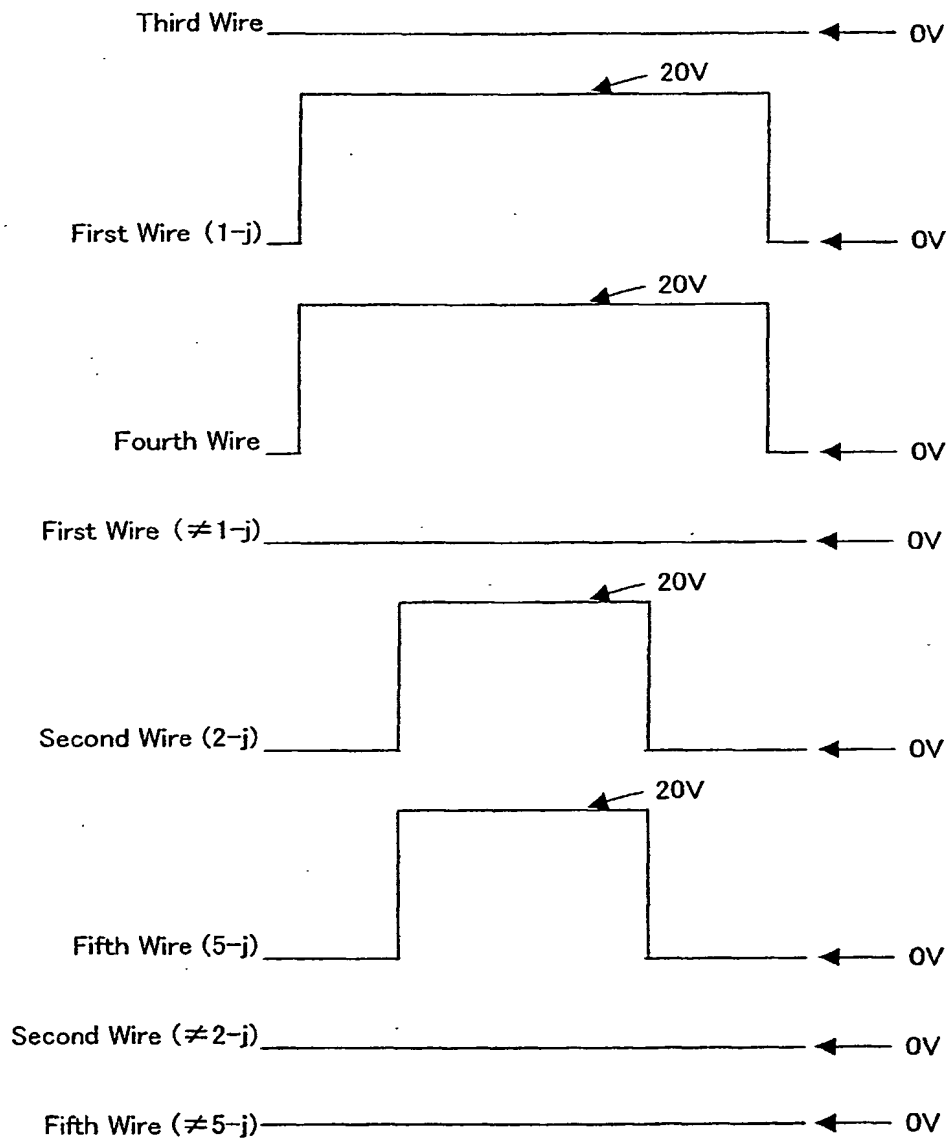 Third Wire 0V
20V
First Wire (1-j) 0V
20V
Fourth Wire 0V
First Wire (≠1-j) 0V
20V
Second Wire (2-j) 0V
20V
Fifth Wire (5-j) 0V
Second Wire (≠2-j) 0V
Fifth Wire (≠5-j) 0V